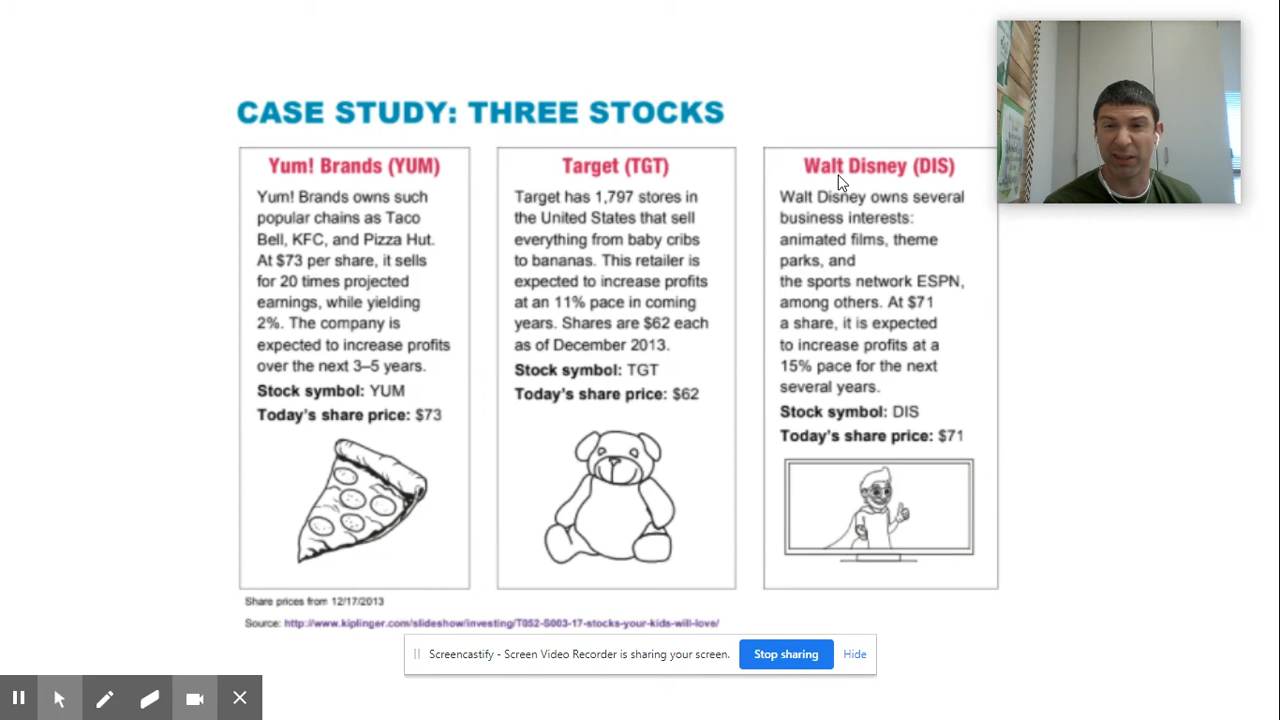 CASE STUDY: THREE STOCKS
Yum! Brands (YUM)
Yum! Brands owns such
popular chains as Taco
Bell, KFC, and Pizza Hut.
At $73 per share, it sells
for 20 times projected
earnings, while yielding
2%. The company is
expected to increase profits
over the next 3–5 years.
Stock symbol: YUM
Today's share price: $73
Target (TGT)
Target has 1,797 stores in
the United States that sell
everything from baby cribs
to bananas. This retailer is
expected to increase profits
at an 11% pace in coming
years. Shares are $62 each
as of December 2013.
Stock symbol: TGT
Today's share price: $62
Walt Disney (DIS)
Walt Disney owns several
business interests:
animated films, theme
parks, and
the sports network ESPN,
among others. At $71
a share, it is expected
to increase profits at a
15% pace for the next
several years.
Stock symbol: DIS
Today's share price: $71
Share prices from 12/17/2013
Source: http://www.kiplinger.com/slideshow/investing/T052-S003-17-stocks-your-kids-will-love/
Screencastify - Screen Video Recorder is sharing your screen.
Stop sharing
Hide